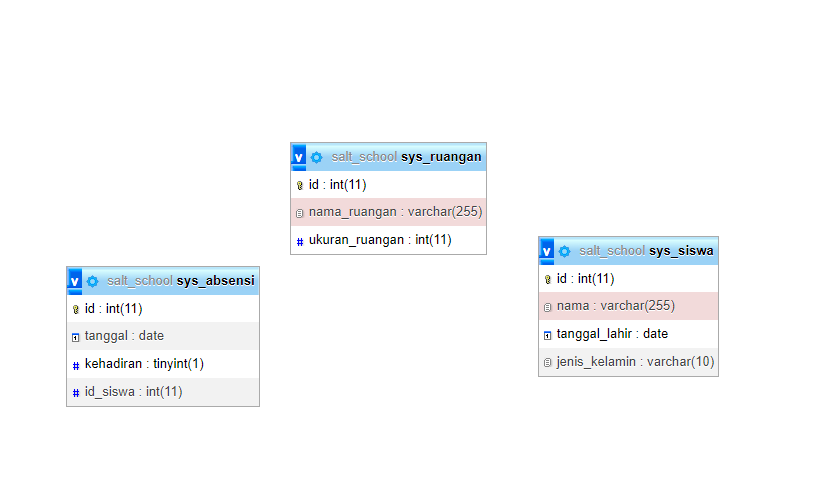 salt_school sys_ruangan
id : int(11)
nama_ruangan : varchar(255)
ukuran_ruangan : int(11)
salt_school sys_absensi
id : int(11)
tanggal : date
kehadiran : tinyint(1)
id_siswa : int(11)
salt_school sys_siswa
id : int(11)
nama : varchar(255)
tanggal_lahir : date
jenis_kelamin : varchar(10)